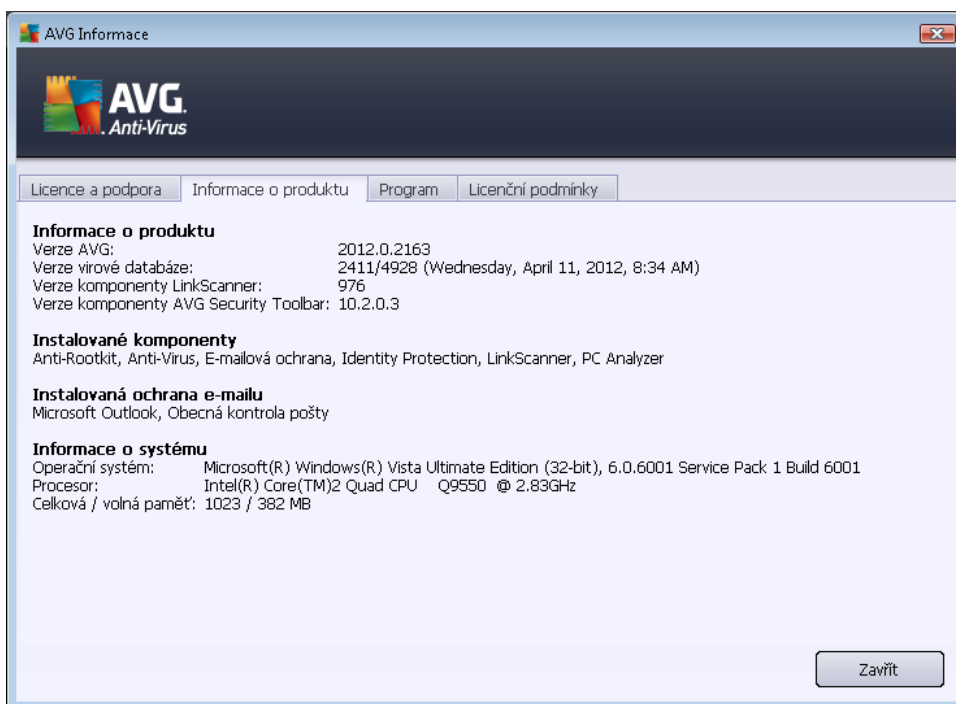 AVG Informace
AVG.
Anti-Virus
Licence a podpora Informace o produktu Program Licenční podmínky
Informace o produktu
Verze AVG: 2012.0.2163
Verze virové databáze: 2411/4928 (Wednesday, April 11, 2012, 8:34 AM)
Verze komponenty LinkScanner: 976
Verze komponenty AVG Security Toolbar: 10.2.0.3
Instalované komponenty
Anti-Rootkit, Anti-Virus, E-mailová ochrana, Identity Protection, LinkScanner, PC Analyzer
Instalovaná ochrana e-mailu
Microsoft Outlook, Obecná kontrola pošty
Informace o systému
Operační systém: Microsoft(R) Windows(R) Vista Ultimate Edition (32-bit), 6.0.6001 Service Pack 1 Build 6001
Procesor: Intel(R) Core(TM)2 Quad CPU Q9550 @ 2.83GHz
Celková / volná paměť: 1023 / 382 MB
Zavřít